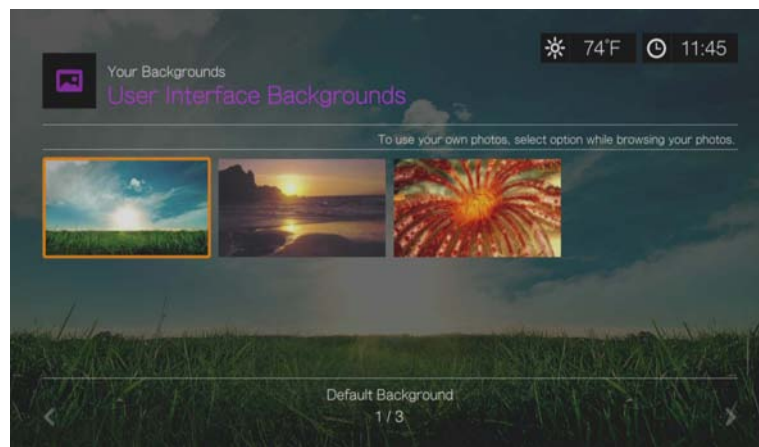 74°F 11:45
Your Backgrounds
User Interface Backgrounds
To use your own photos, select option while browsing your photos.
Default Background
1 / 3